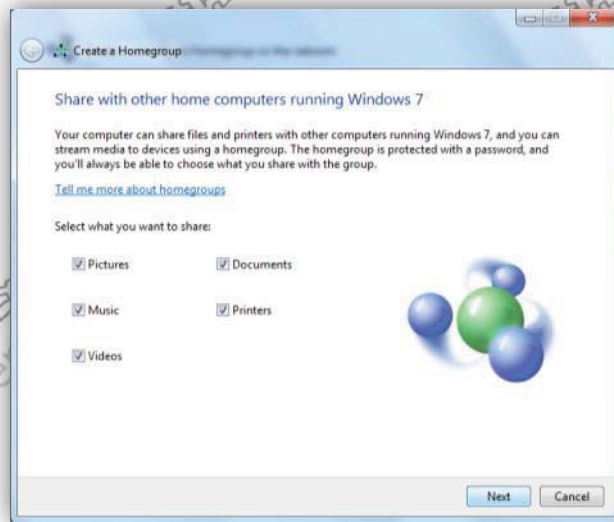 Create a Homegroup
Share with other home computers running Windows 7
Your computer can share files and printers with other computers running Windows 7, and you can
stream media to devices using a homegroup. The homegroup is protected with a password, and
you'll always be able to choose what you share with the group.
Tell me more about homegroups
Select what you want to share:
Pictures
Documents
Music
Printers
Videos
Next
Cancel